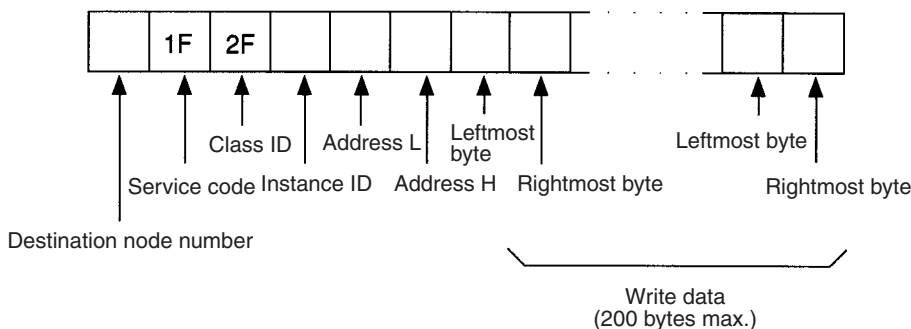 1F 2F
Class ID
Address L
Leftmost
byte
Leftmost byte
Service code
Instance ID
Address H
Rightmost byte
Rightmost byte
Destination node number
Write data
(200 bytes max.)